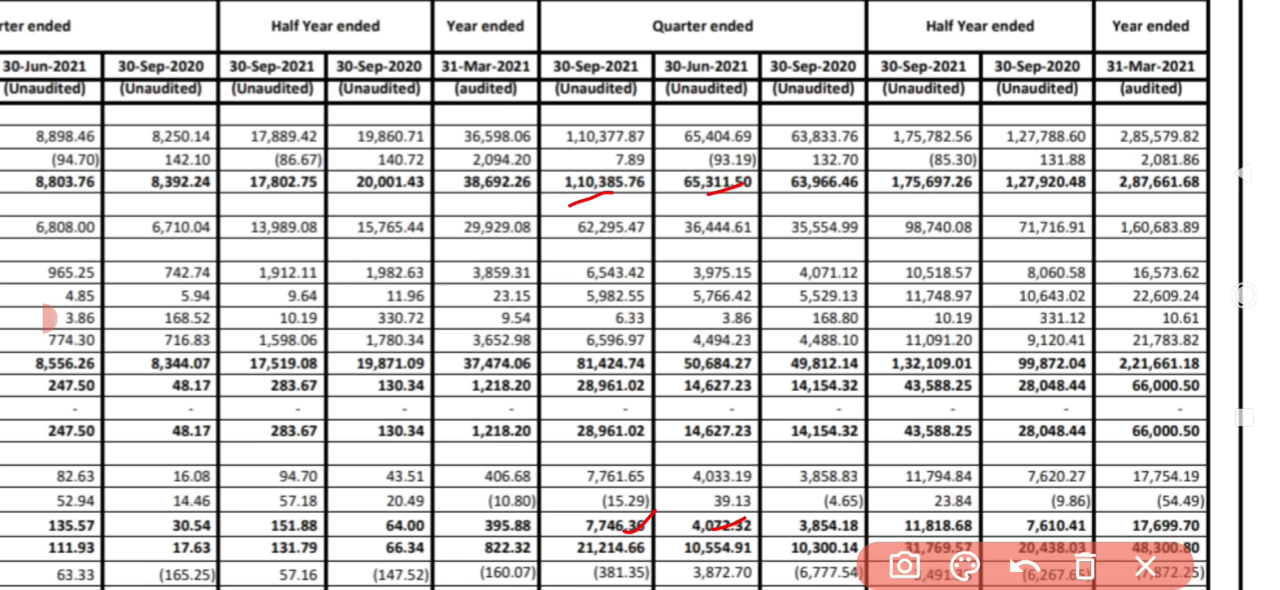 rter ended Half Year ended Year ended Quarter ended Half Year ended Year ended
30-Jun-2021 30-Sep-2020 30-Sep-2021 30-Sep-2020 31-Mar-2021 30-Sep-2021 30-Jun-2021 30-Sep-2020 30-Sep-2021 30-Sep-2020 31-Mar-2021
(Unaudited) (Unaudited) (Unaudited) (Unaudited) (audited) (Unaudited) (Unaudited) (Unaudited) (Unaudited) (Unaudited) (audited)
8,898.46 8,250.14 17,889.42 19,860.71 36,598.06 1,10,377.87 65,404.69 63,833.76 1,75,782.56 1,27,788.60 2,85,579.82
(94.70) 142.10 (86.67) 140.72 2,094.20 7.89 (93.19) 132.70 (85.30) 131.88 2,081.86
8,803.76 8,392.24 17,802.75 20,001.43 38,692.26 1,10,385.76 65,311.50 63,966.46 1,75,697.26 1,27,920.48 2,87,661.68
6,808.00 6,710.04 13,989.08 15,765.44 29,929.08 62,295.47 36,444.61 35,554.99 98,740.08 71,716.91 1,60,683.89
965.25 742.74 1,912.11 1,982.63 3,859.31 6,543.42 3,975.15 4,071.12 10,518.57 8,060.58 16,573.62
4.85 5.94 9.64 11.96 23.15 5,982.55 5,766.42 5,529.13 11,748.97 10,643.02 22,609.24
3.86 168.52 10.19 330.72 9.54 6.33 3.86 168.80 10.19 331.12 10.61
774.30 716.83 1,598.06 1,780.34 3,652.98 6,596.97 4,494.23 4,488.10 11,091.20 9,120.41 21,783.82
8,556.26 8,344.07 17,519.08 19,871.09 37,474.06 81,424.74 50,684.27 49,812.14 1,32,109.01 99,872.04 2,21,661.18
247.50 48.17 283.67 130.34 1,218.20 28,961.02 14,627.23 14,154.32 43,588.25 28,048.44 66,000.50
- - - - - - - - - - -
247.50 48.17 283.67 130.34 1,218.20 28,961.02 14,627.23 14,154.32 43,588.25 28,048.44 66,000.50
82.63 16.08 94.70 43.51 406.68 7,761.65 4,033.19 3,858.83 11,794.84 7,620.27 17,754.19
52.94 14.46 57.18 20.49 (10.80) (15.29) 39.13 (4.65) 23.84 (9.86) (54.49)
135.57 30.54 151.88 64.00 395.88 7,746.36 4,072.32 3,854.18 11,818.68 7,610.41 17,699.70
111.93 17.63 131.79 66.34 822.32 21,214.66 10,554.91 10,300.14 31,769.57 20,438.03 48,300.80
63.33 (165.25) 57.16 (147.52) (160.07) (381.35) 3,872.70 (6,777.54)